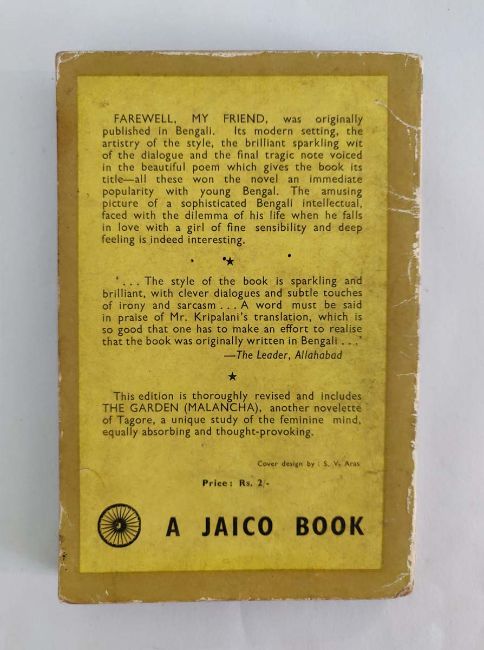 FAREWELL, MY FRIEND, was originally
published in Bengali. Its modern setting, the
artistry of the style, the brilliant sparkling wit
of the dialogue and the final tragic note voiced
in the beautiful poem which gives the book its
title—all these won the novel an immediate
popularity with young Bengal. The amusing
picture of a sophisticated Bengali intellectual,
faced with the dilemma of his life when he falls
in love with a girl of fine sensibility and deep
feeling is indeed interesting.
★
‘. . . The style of the book is sparkling and
brilliant, with clever dialogues and subtle touches
of irony and sarcasm . . . A word must be said
in praise of Mr. Kripalani's translation, which is
so good that one has to make an effort to realise
that the book was originally written in Bengali . . .’
—The Leader, Allahabad
★
This edition is thoroughly revised and includes
THE GARDEN (MALANCHA), another novelette
of Tagore, a unique study of the feminine mind,
equally absorbing and thought-provoking.
Cover design by : S. V. Aras
Price : Rs. 2/-
J
A JAICO BOOK